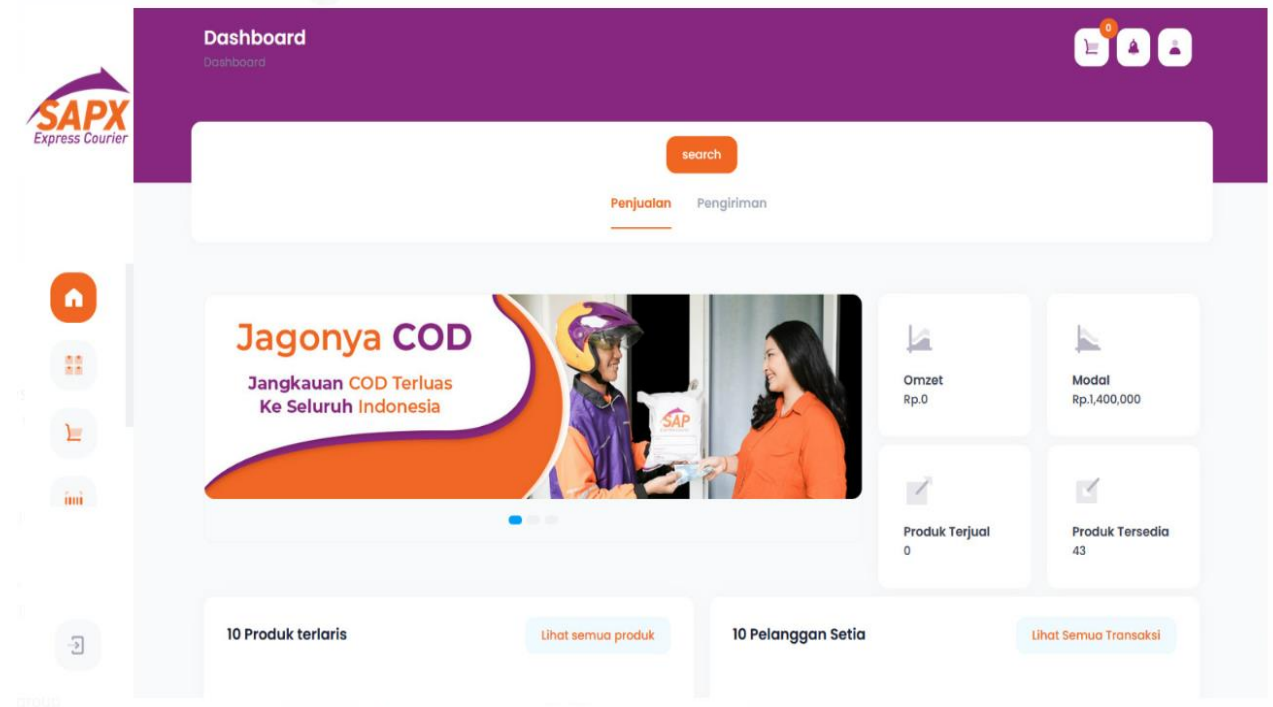 Dashboard
Dashboard
0
SAPX
Express Courier
search
Penjualan Pengiriman
Jagonya COD
Jangkauan COD Terluas
Ke Seluruh Indonesia
SAP
Omzet
Rp.0
Modal
Rp.1,400,000
Produk Terjual
0
Produk Tersedia
43
10 Produk terlaris
Lihat semua produk
10 Pelanggan Setia
Lihat Semua Transaksi